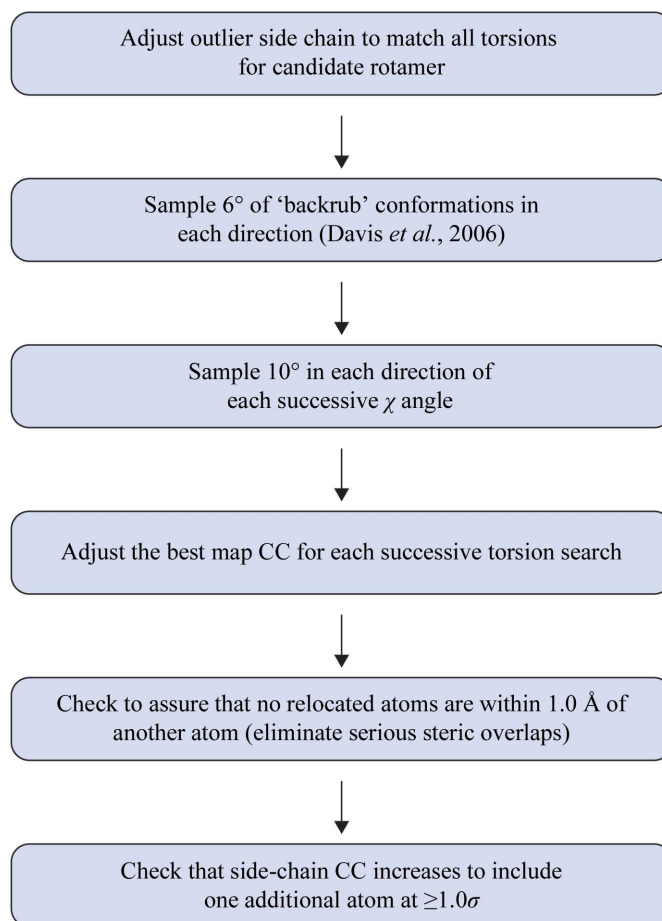 Adjust outlier side chain to match all torsions
for candidate rotamer
Sample 6° of ‘backrub’ conformations in
each direction (Davis et al., 2006)
Sample 10° in each direction of
each successive χ angle
Adjust the best map CC for each successive torsion search
Check to assure that no relocated atoms are within 1.0 Å of
another atom (eliminate serious steric overlaps)
Check that side-chain CC increases to include
one additional atom at ≥1.0σ